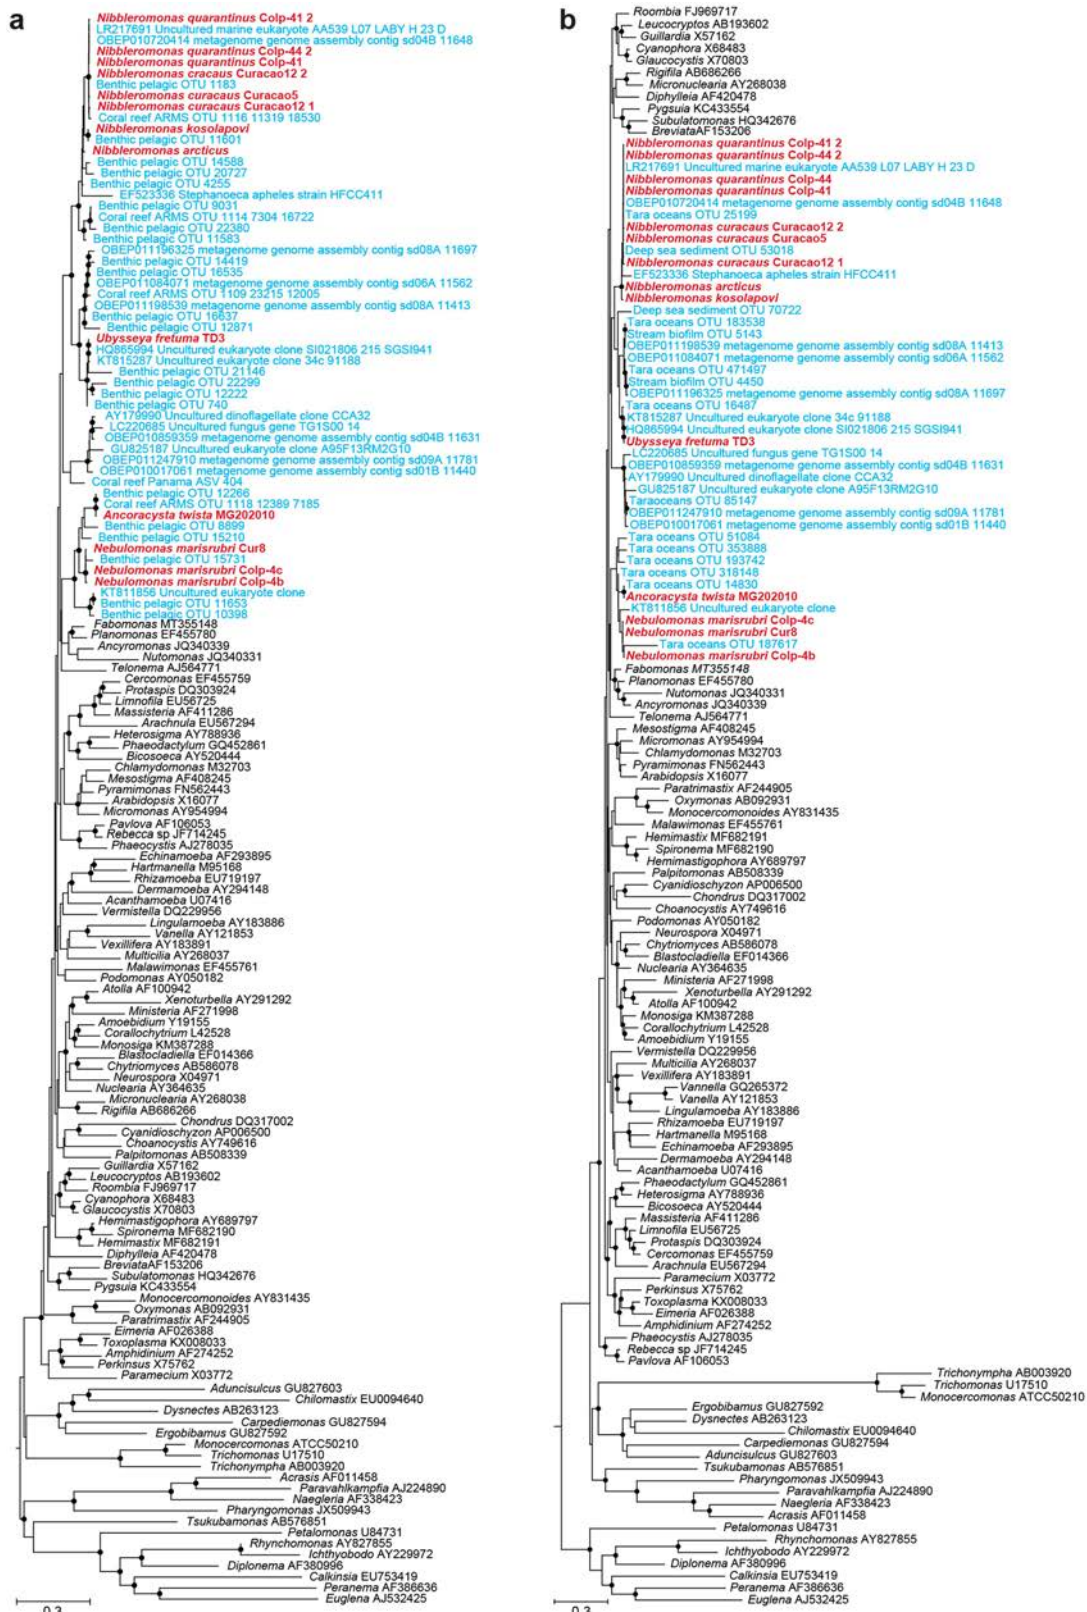 a
Nibbleromonas quarantinus Colp-41 2
LR217691 Uncultured marine eukaryote AA539 L07 LABY H 23 D
OBEP010720414 metagenome genome assembly contig sd04B 11648
Nibbleromonas quarantinus Colp-44 2
Nibbleromonas quarantinus Colp-41
Nibbleromonas cracaus Curacao12 2
Benthic pelagic OTU 1183
Nibbleromonas curacaus Curacao5
Nibbleromonas curacaus Curacao12 1
Coral reef ARMS OTU 1116 11319 18530
Nibbleromonas kosolapovi
Benthic pelagic OTU 11601
Nibbleromonas arcticus
Benthic pelagic OTU 14588
Benthic pelagic OTU 20727
Benthic pelagic OTU 4255
EF523336 Stephanoeca apheles strain HFCC411
Benthic pelagic OTU 9031
Coral reef ARMS OTU 1114 7304 16722
Benthic pelagic OTU 22380
Benthic pelagic OTU 11583
OBEP011196325 metagenome genome assembly contig sd08A 11697
Benthic pelagic OTU 14419
Benthic pelagic OTU 16535
OBEP011084071 metagenome genome assembly contig sd06A 11562
Coral reef ARMS OTU 1109 23215 12005
OBEP011198539 metagenome genome assembly contig sd08A 11413
Benthic pelagic OTU 16637
Benthic pelagic OTU 12871
Ubysseya fretuma TD3
HQ865994 Uncultured eukaryote clone SI021806 215 SGSI941
KT815287 Uncultured eukaryote clone 34c 91188
Benthic pelagic OTU 21146
Benthic pelagic OTU 22299
Benthic pelagic OTU 12222
Benthic pelagic OTU 740
AY179990 Uncultured dinoflagellate clone CCA32
LC220685 Uncultured fungus gene TG1S00 14
OBEP010859359 metagenome genome assembly contig sd04B 11631
GU825187 Uncultured eukaryote clone A95F13RM2G10
OBEP011247910 metagenome genome assembly contig sd09A 11781
OBEP010017061 metagenome genome assembly contig sd01B 11440
Coral reef Panama ASV 404
Benthic pelagic OTU 12266
Coral reef ARMS OTU 1118 12389 7185
Ancoracysta twista MG202010
Benthic pelagic OTU 8899
Benthic pelagic OTU 15210
Nebulomonas marisrubri Cur8
Benthic pelagic OTU 15731
Nebulomonas marisrubri Colp-4c
Nebulomonas marisrubri Colp-4b
KT811856 Uncultured eukaryote clone
Benthic pelagic OTU 11653
Benthic pelagic OTU 10398
Fabomonas MT355148
Planomonas EF455780
Ancyromonas JQ340339
Nutomonas JQ340331
Telonema AJ564771
Cercomonas EF455759
Protaspis DQ303924
Limnofila EU56725
Massisteria AF411286
Arachnula EU567294
Heterosigma AY788936
Phaeodactylum GQ452861
Bicosoeca AY520444
Chlamydomonas M32703
Mesostigma AF408245
Pyramimonas FN562443
Arabidopsis X16077
Micromonas AY954994
Pavlova AF106053
Rebecca sp JF714245
Phaeocystis AJ278035
Echinamoeba AF293895
Hartmanella M95168
Rhizamoeba EU719197
Dermamoeba AY294148
Acanthamoeba U07416
Vermistella DQ229956
Lingulamoeba AY183886
Vanella AY121853
Vexillifera AY183891
Multicilia AY268037
Malawimonas EF455761
Podomonas AY050182
Atolla AF100942
Xenoturbella AY291292
Ministeria AF271998
Amoebidium Y19155
Corallochytrium L42528
Monosiga KM387288
Blastocladiella EF014366
Chytriomyces AB586078
Neurospora X04971
Nuclearia AY364635
Micronuclearia AY268038
Rigifila AB686266
Chondrus DQ317002
Cyanidioschyzon AP006500
Choanocystis AY749616
Palpitomonas AB508339
Guillardia X57162
Leucocryptos AB193602
Roombia FJ969717
Cyanophora X68483
Glaucocystis X70803
Hemimastigophora AY689797
Spironema MF682190
Hemimastix MF682191
Diphylleia AF420478
BreviataAF153206
Subulatomonas HQ342676
Pygsuia KC433554
Monocercomonoides AY831435
Oxymonas AB092931
Paratrimastix AF244905
Eimeria AF026388
Toxoplasma KX008033
Amphidinium AF274252
Perkinsus X75762
Paramecium X03772
Aduncisulcus GU827603
Chilomastix EU0094640
Dysnectes AB263123
Carpediemonas GU827594
Ergobibamus GU827592
Monocercomonas ATCC50210
Trichomonas U17510
Trichonympha AB003920
Acrasis AF011458
Paravahlkampfia AJ224890
Naegleria AF338423
Pharyngomonas JX509943
Tsukubamonas AB576851
Petalomonas U84731
Rhynchomonas AY827855
Ichthyobodo AY229972
Diplonema AF380996
Calkinsia EU753419
Peranema AF386636
Euglena AJ532425
0.3
b
Roombia FJ969717
Leucocryptos AB193602
Guillardia X57162
Cyanophora X68483
Glaucocystis X70803
Rigifila AB686266
Micronuclearia AY268038
Diphylleia AF420478
Pygsuia KC433554
Subulatomonas HQ342676
BreviataAF153206
Nibbleromonas quarantinus Colp-41 2
Nibbleromonas quarantinus Colp-44 2
LR217691 Uncultured marine eukaryote AA539 L07 LABY H 23 D
Nibbleromonas quarantinus Colp-44
Nibbleromonas quarantinus Colp-41
OBEP010720414 metagenome genome assembly contig sd04B 11648
Tara oceans OTU 25199
Nibbleromonas curacaus Curacao12 2
Nibbleromonas curacaus Curacao5
Deep sea sediment OTU 53018
Nibbleromonas curacaus Curacao12 1
EF523336 Stephanoeca apheles strain HFCC411
Nibbleromonas arcticus
Nibbleromonas kosolapovi
Deep sea sediment OTU 70722
Tara oceans OTU 183538
Stream biofilm OTU 5143
OBEP011198539 metagenome genome assembly contig sd08A 11413
OBEP011084071 metagenome genome assembly contig sd06A 11562
Tara oceans OTU 471497
Stream biofilm OTU 4450
OBEP011196325 metagenome genome assembly contig sd08A 11697
Tara oceans OTU 16487
KT815287 Uncultured eukaryote clone 34c 91188
HQ865994 Uncultured eukaryote clone SI021806 215 SGSI941
Ubysseya fretuma TD3
LC220685 Uncultured fungus gene TG1S00 14
OBEP010859359 metagenome genome assembly contig sd04B 11631
AY179990 Uncultured dinoflagellate clone CCA32
GU825187 Uncultured eukaryote clone A95F13RM2G10
Taraoceans OTU 85147
OBEP011247910 metagenome genome assembly contig sd09A 11781
OBEP010017061 metagenome genome assembly contig sd01B 11440
Tara oceans OTU 51084
Tara oceans OTU 353888
Tara oceans OTU 193742
Tara oceans OTU 318148
Tara oceans OTU 14830
Ancoracysta twista MG202010
KT811856 Uncultured eukaryote clone
Nebulomonas marisrubri Colp-4c
Nebulomonas marisrubri Cur8
Tara oceans OTU 187617
Nebulomonas marisrubri Colp-4b
Fabomonas MT355148
Planomonas EF455780
Nutomonas JQ340331
Ancyromonas JQ340339
Telonema AJ564771
Mesostigma AF408245
Micromonas AY954994
Chlamydomonas M32703
Pyramimonas FN562443
Arabidopsis X16077
Paratrimastix AF244905
Oxymonas AB092931
Monocercomonoides AY831435
Malawimonas EF455761
Hemimastix MF682191
Spironema MF682190
Hemimastigophora AY689797
Palpitomonas AB508339
Cyanidioschyzon AP006500
Chondrus DQ317002
Choanocystis AY749616
Podomonas AY050182
Neurospora X04971
Chytriomyces AB586078
Blastocladiella EF014366
Nuclearia AY364635
Ministeria AF271998
Xenoturbella AY291292
Atolla AF100942
Monosiga KM387288
Corallochytrium L42528
Amoebidium Y19155
Vermistella DQ229956
Multicilia AY268037
Vexillifera AY183891
Vannella GQ265372
Vanella AY121853
Lingulamoeba AY183886
Rhizamoeba EU719197
Hartmanella M95168
Echinamoeba AF293895
Dermamoeba AY294148
Acanthamoeba U07416
Phaeodactylum GQ452861
Heterosigma AY788936
Bicosoeca AY520444
Massisteria AF411286
Limnofila EU56725
Protaspis DQ303924
Cercomonas EF455759
Arachnula EU567294
Paramecium X03772
Perkinsus X75762
Toxoplasma KX008033
Eimeria AF026388
Amphidinium AF274252
Phaeocystis AJ278035
Rebecca sp JF714245
Pavlova AF106053
Trichonympha AB003920
Trichomonas U17510
Monocercomonas ATCC50210
Ergobibamus GU827592
Dysnectes AB263123
Chilomastix EU0094640
Carpediemonas GU827594
Aduncisulcus GU827603
Tsukubamonas AB576851
Pharyngomonas JX509943
Paravahlkampfia AJ224890
Naegleria AF338423
Acrasis AF011458
Petalomonas U84731
Rhynchomonas AY827855
Ichthyobodo AY229972
Diplonema AF380996
Calkinsia EU753419
Peranema AF386636
Euglena AJ532425
0.3